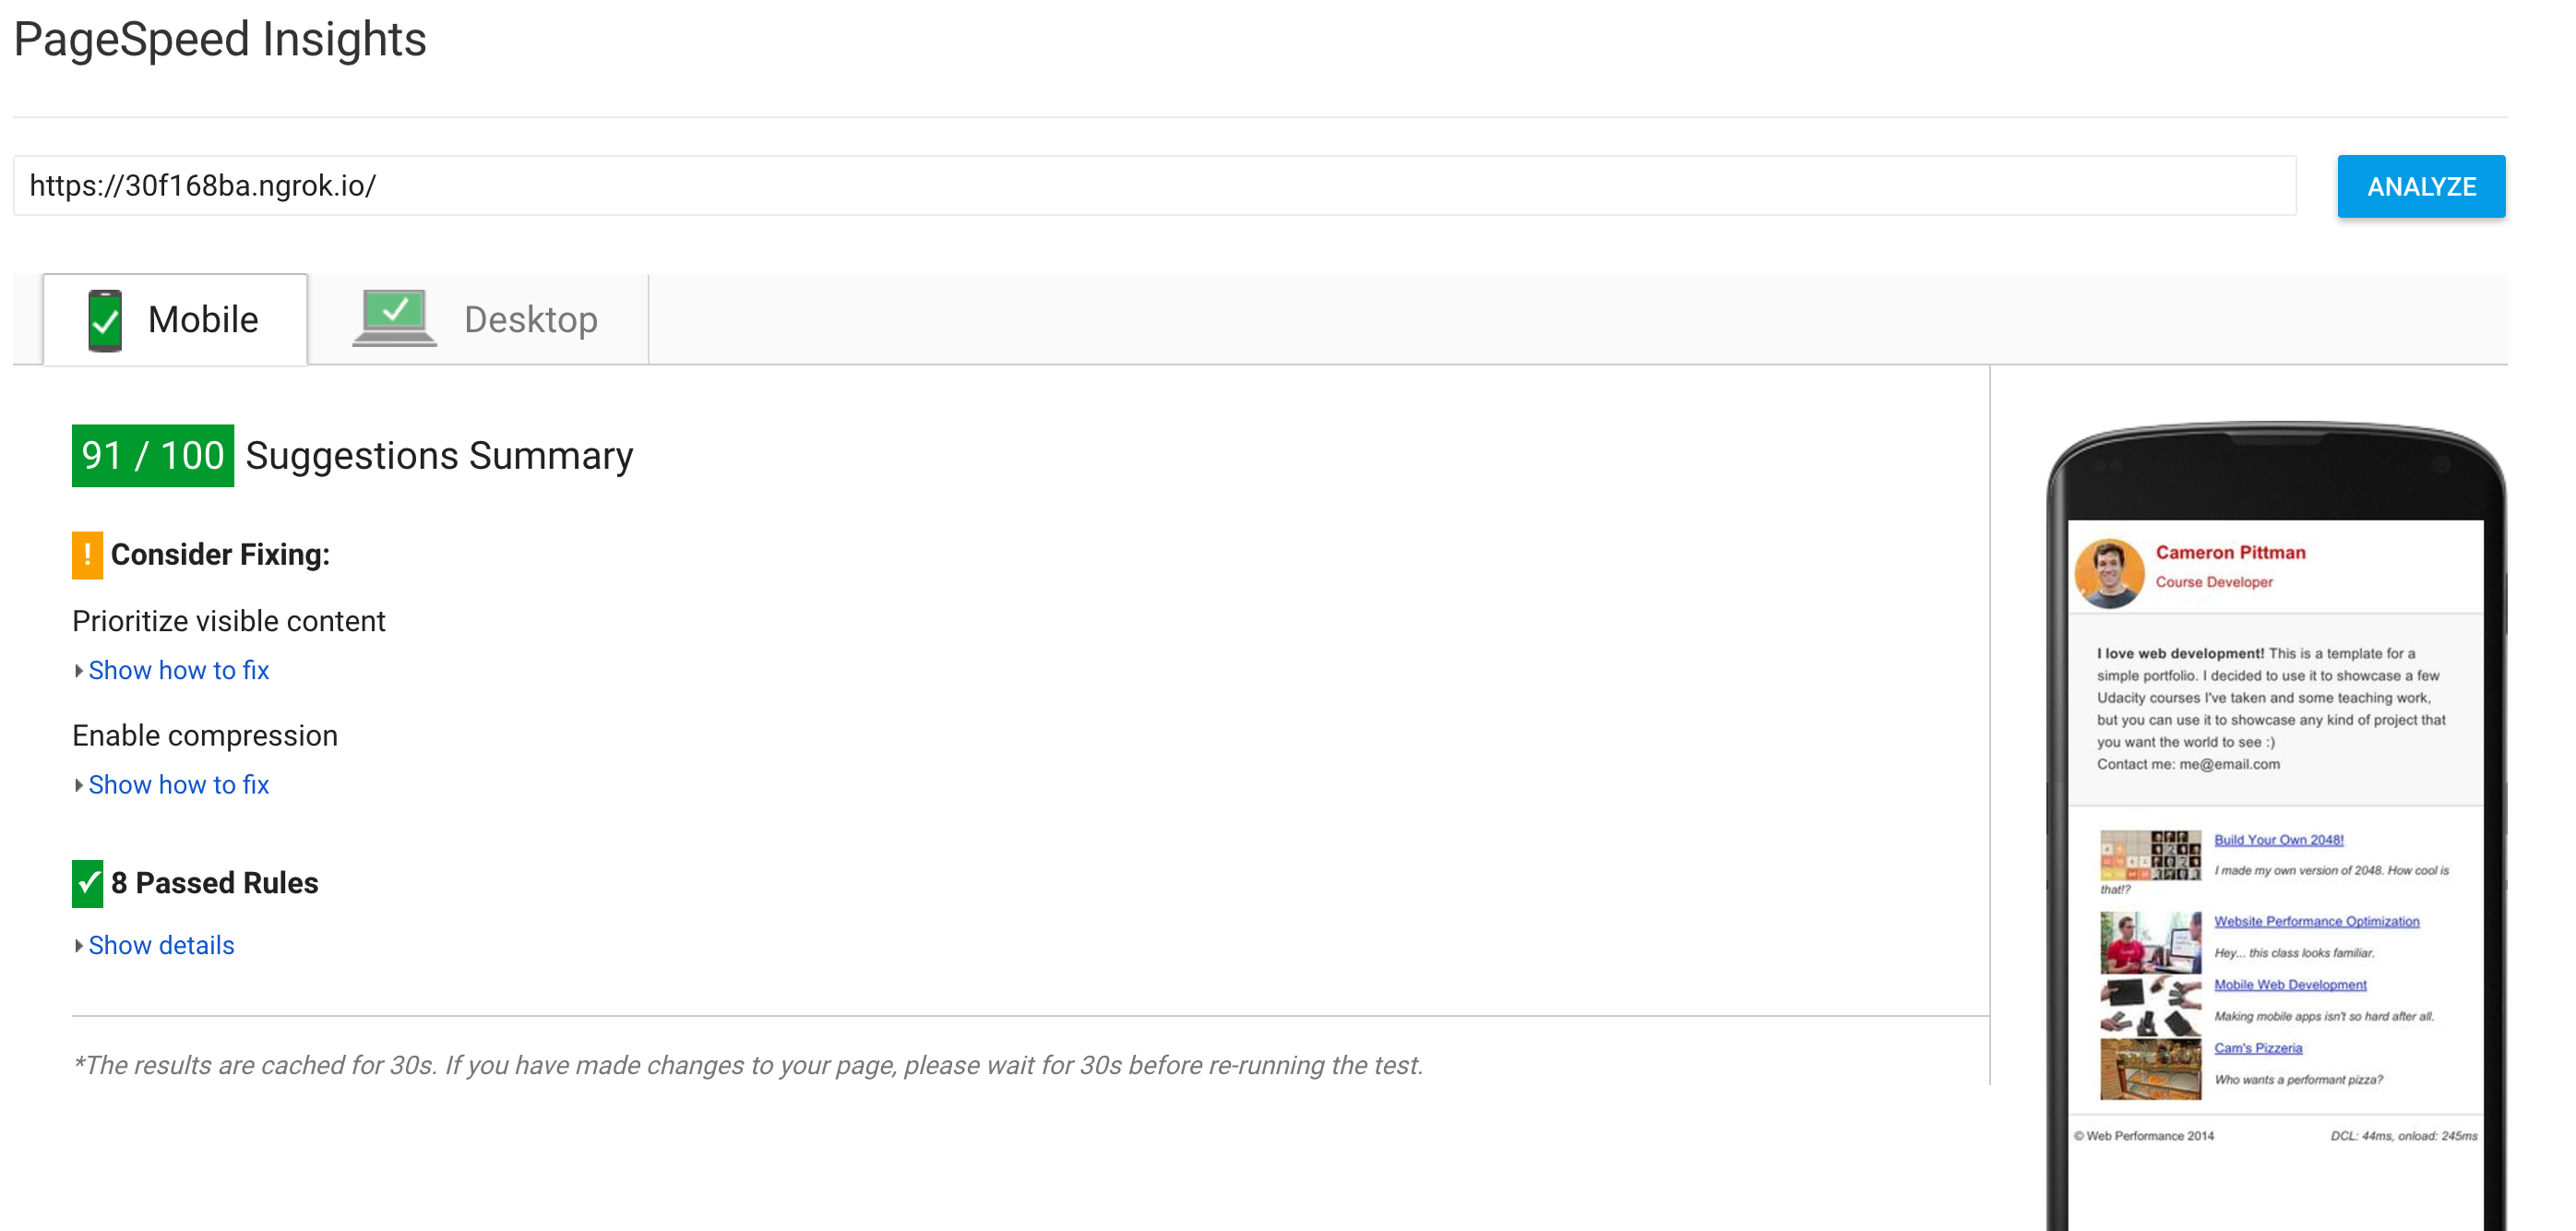 PageSpeed Insights
https://30f168ba.ngrok.io/
ANALYZE
Mobile
Desktop
91 / 100 Suggestions Summary
! Consider Fixing:
Prioritize visible content
Show how to fix
Enable compression
Show how to fix
8 Passed Rules
Show details
*The results are cached for 30s. If you have made changes to your page, please wait for 30s before re-running the test.
Cameron Pittman
Course Developer
I love web development! This is a template for a
simple portfolio. I decided to use it to showcase a few
Udacity courses I've taken and some teaching work,
but you can use it to showcase any kind of project that
you want the world to see :)
Contact me: me@email.com
Build Your Own 2048!
I made my own version of 2048. How cool is
that!?
Website Performance Optimization
Hey... this class looks familiar.
Mobile Web Development
Making mobile apps isn't so hard after all.
Cam's Pizzeria
Who wants a performant pizza?
© Web Performance 2014
DCL: 44ms, onload: 245ms